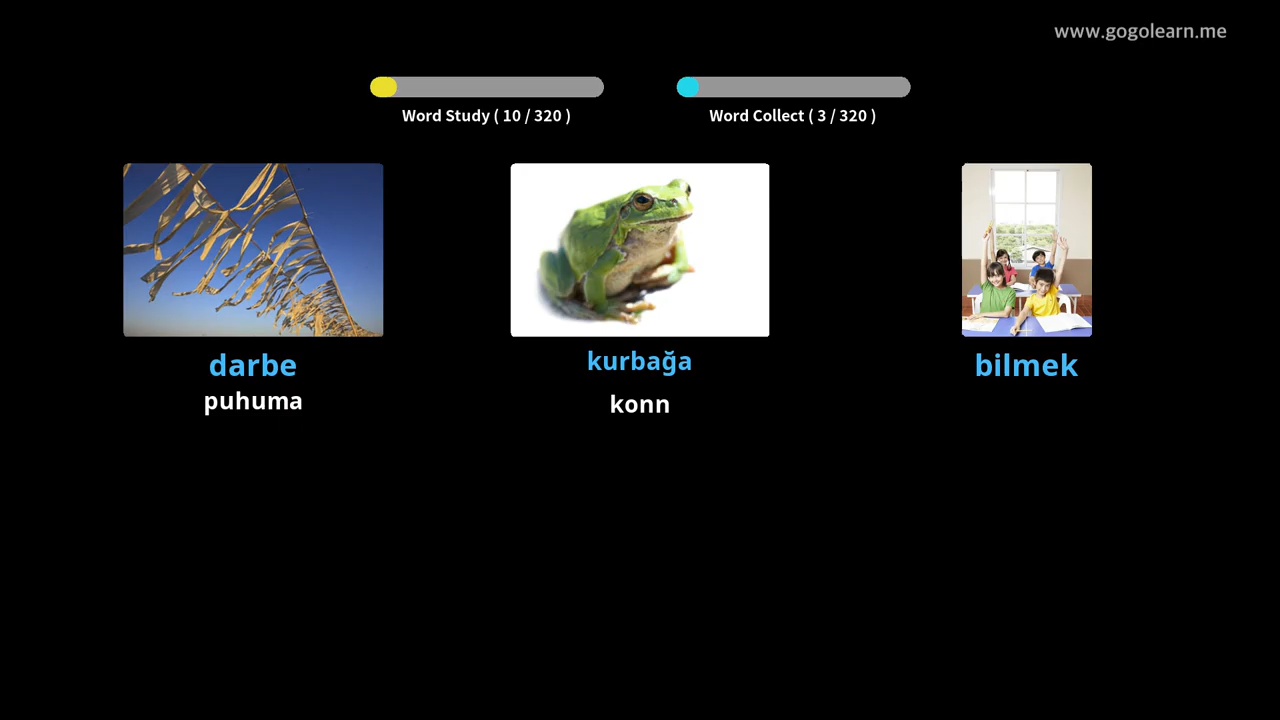 www.gogolearn.me
Word Study ( 10 / 320 )
Word Collect ( 3 / 320 )
darbe
puhuma
kurbağa
konn
bilmek